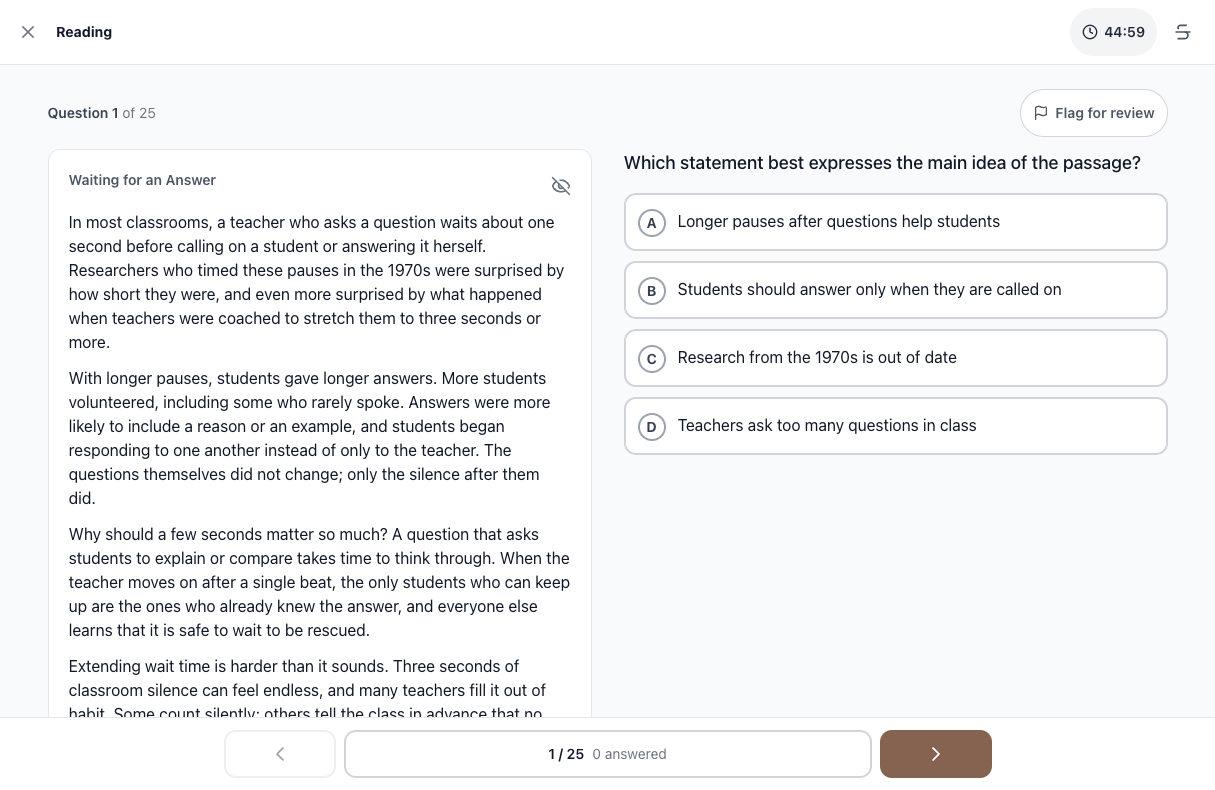 Reading
44:59
Question 1 of 25
Flag for review
Waiting for an Answer
In most classrooms, a teacher who asks a question waits about one
second before calling on a student or answering it herself.
Researchers who timed these pauses in the 1970s were surprised by
how short they were, and even more surprised by what happened
when teachers were coached to stretch them to three seconds or
more.
With longer pauses, students gave longer answers. More students
volunteered, including some who rarely spoke. Answers were more
likely to include a reason or an example, and students began
responding to one another instead of only to the teacher. The
questions themselves did not change; only the silence after them
did.
Why should a few seconds matter so much? A question that asks
students to explain or compare takes time to think through. When the
teacher moves on after a single beat, the only students who can keep
up are the ones who already knew the answer, and everyone else
learns that it is safe to wait to be rescued.
Extending wait time is harder than it sounds. Three seconds of
classroom silence can feel endless, and many teachers fill it out of
habit. Some count silently; others tell the class in advance that no
Which statement best expresses the main idea of the passage?
A Longer pauses after questions help students
B Students should answer only when they are called on
C Research from the 1970s is out of date
D Teachers ask too many questions in class
1 / 25 0 answered